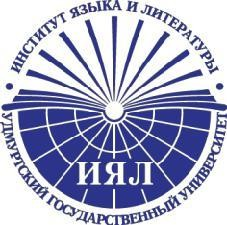 · ИНСТИТУТ ЯЗЫКА И ЛИТЕРАТУРЫ ·
УДМУРТСКИЙ ГОСУДАРСТВЕННЫЙ УНИВЕРСИТЕТ
ИЯЛ